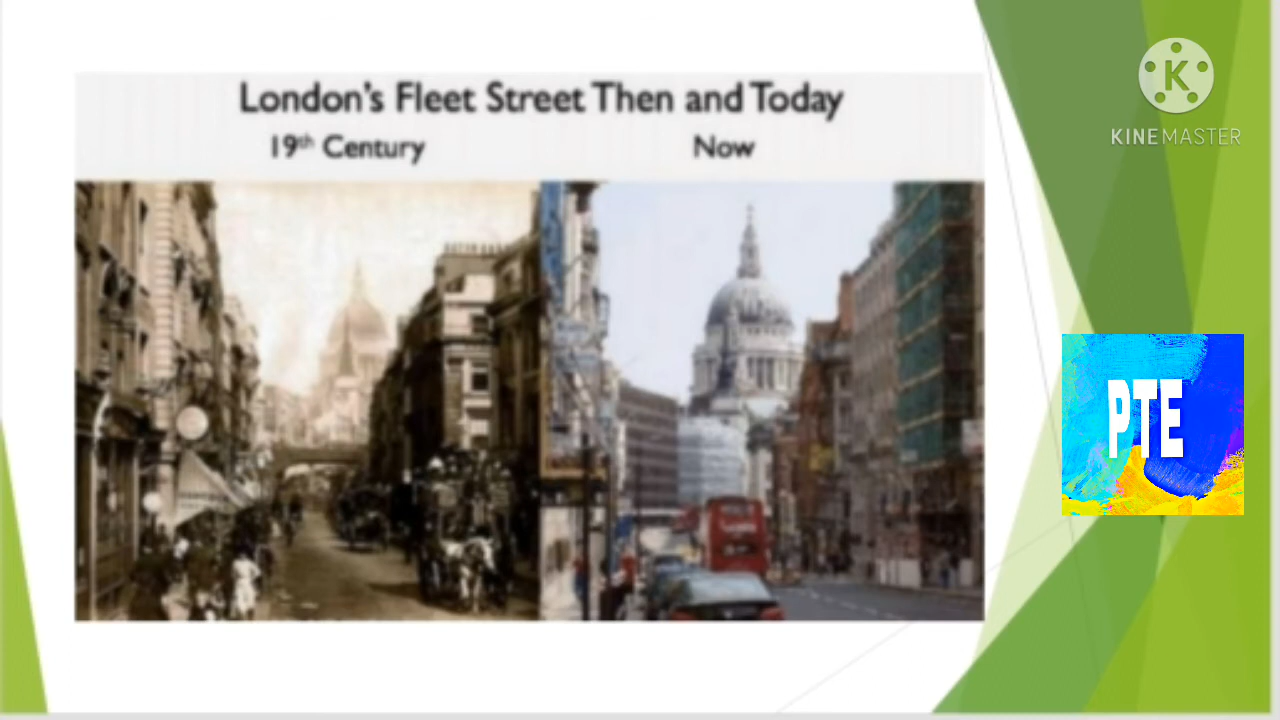 London's Fleet Street Then and Today
19th Century
Now
KINEMASTER
PTE